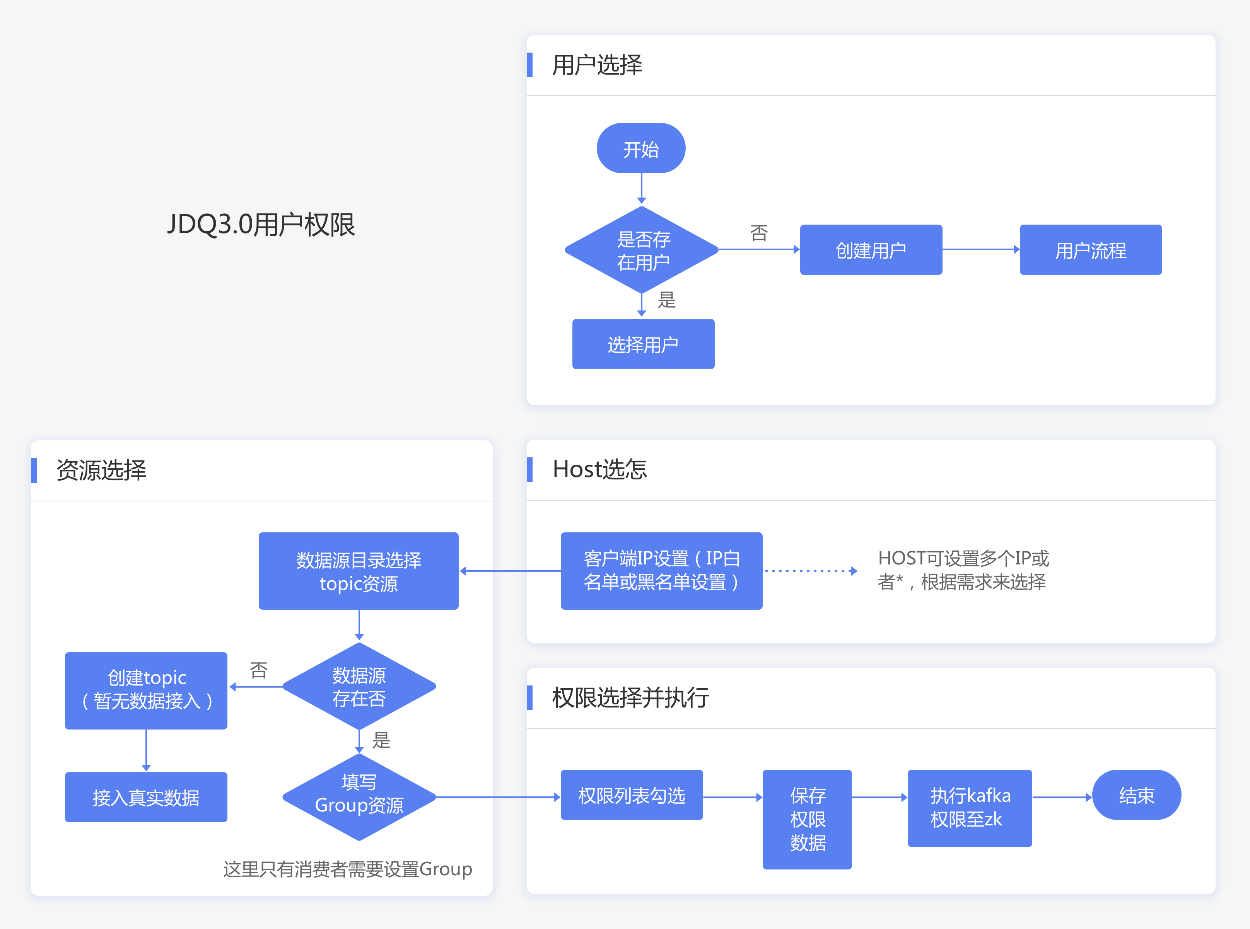 JDQ3.0用户权限
用户选择
开始
是否存
在用户
否
创建用户
用户流程
是
选择用户
资源选择
数据源目录选择
topic资源
数据源
存在否
否
创建topic
（暂无数据接入）
接入真实数据
是
填写
Group资源
这里只有消费者需要设置Group
Host选怎
客户端IP设置（IP白
名单或黑名单设置）
HOST可设置多个IP或
者*，根据需求来选择
权限选择并执行
权限列表勾选
保存
权限
数据
执行kafka
权限至zk
结束